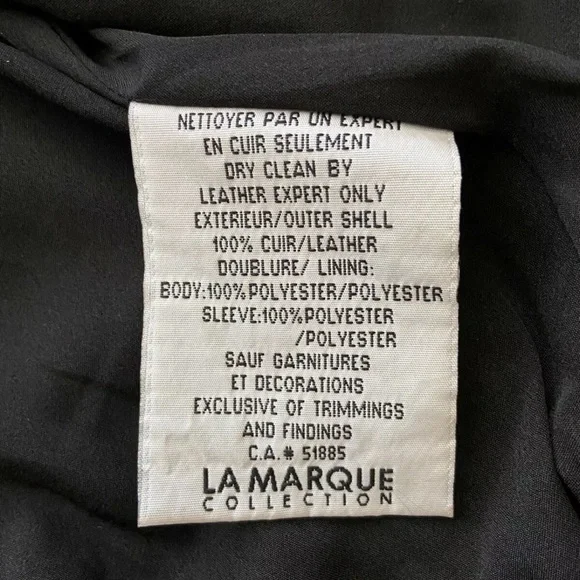 NETTOYER PAR UN EXPERT
EN CUIR SEULEMENT
DRY CLEAN BY
LEATHER EXPERT ONLY
EXTERIEUR/OUTER SHELL
100% CUIR/LEATHER
DOUBLURE/ LINING:
BODY:100%POLYESTER/POLYESTER
SLEEVE:100%POLYESTER
/POLYESTER
SAUF GARNITURES
ET DECORATIONS
EXCLUSIVE OF TRIMMINGS
AND FINDINGS
C.A.# 51885
LAMARQUE
COLLECTION